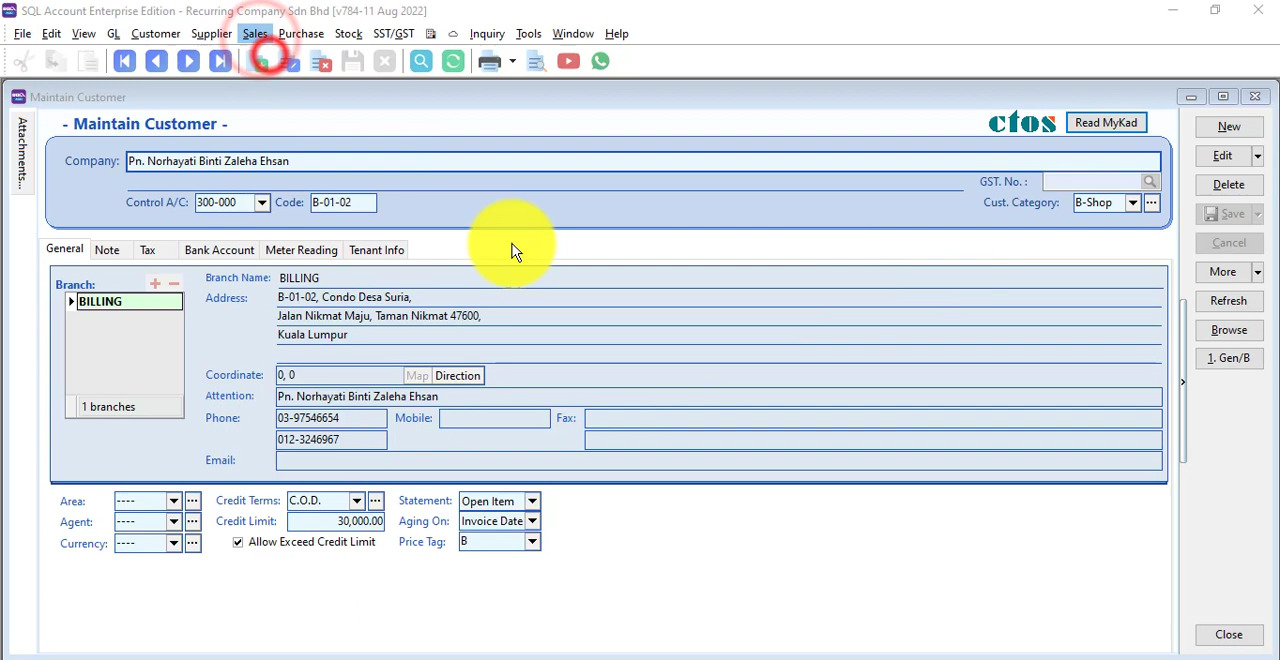 SQL Account Enterprise Edition - Recurring Company Sdn Bhd [v784-11 Aug 2022]
File Edit View GL Customer Supplier Sales Purchase Stock SST/GST Inquiry Tools Window Help
Maintain Customer
- Maintain Customer -
ctos
Read MyKad
Attachments...
Company: Pn. Norhayati Binti Zaleha Ehsan
GST. No. :
Control A/C: 300-000 Code: B-01-02
Cust. Category: B-Shop
General Note Tax Bank Account Meter Reading Tenant Info
Branch:
BILLING
1 branches
Branch Name: BILLING
Address: B-01-02, Condo Desa Suria,
Jalan Nikmat Maju, Taman Nikmat 47600,
Kuala Lumpur
Coordinate: 0, 0 Map Direction
Attention: Pn. Norhayati Binti Zaleha Ehsan
Phone: 03-97546654 Mobile: Fax:
012-3246967
Email:
Area: ---- Credit Terms: C.O.D. Statement: Open Item
Agent: ---- Credit Limit: 30,000.00 Aging On: Invoice Date
Currency: ---- Allow Exceed Credit Limit Price Tag: B
New
Edit
Delete
Save
Cancel
More
Refresh
Browse
1. Gen/B
Close